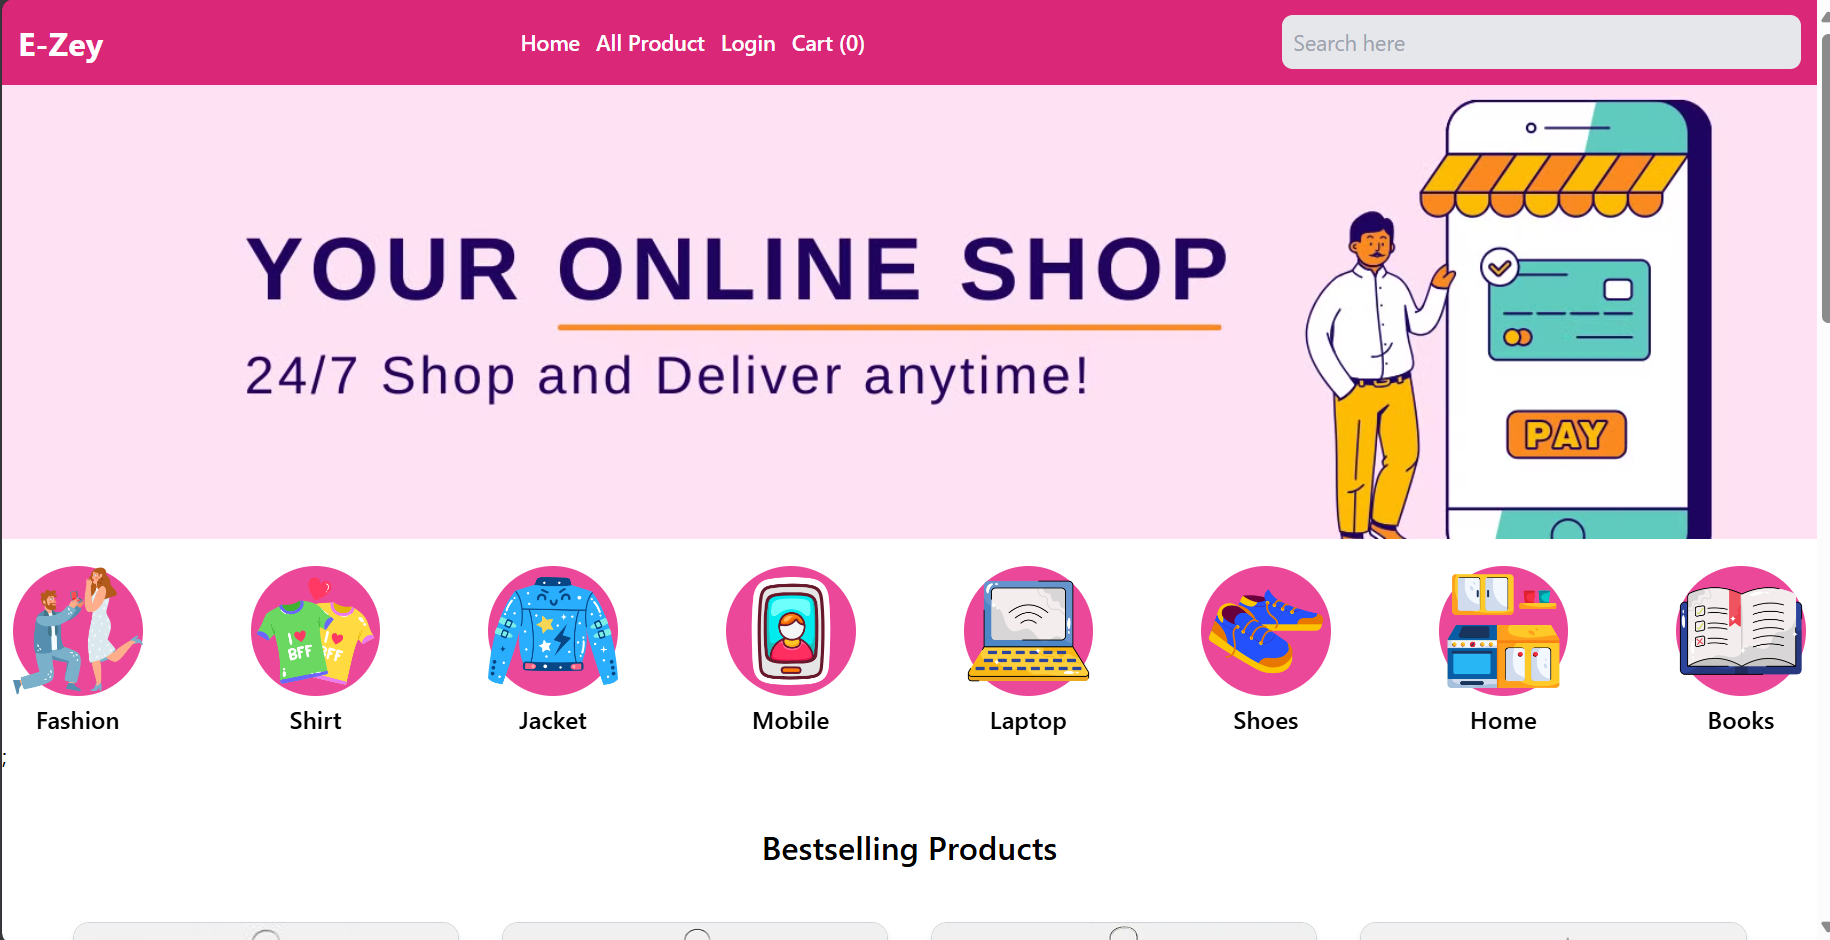 E-Zey
Home All Product Login Cart (0)
Search here
YOUR ONLINE SHOP
24/7 Shop and Deliver anytime!
PAY
I ❤ BFF
I ❤ BFF
Fashion Shirt Jacket Mobile Laptop Shoes Home Books
;
Bestselling Products